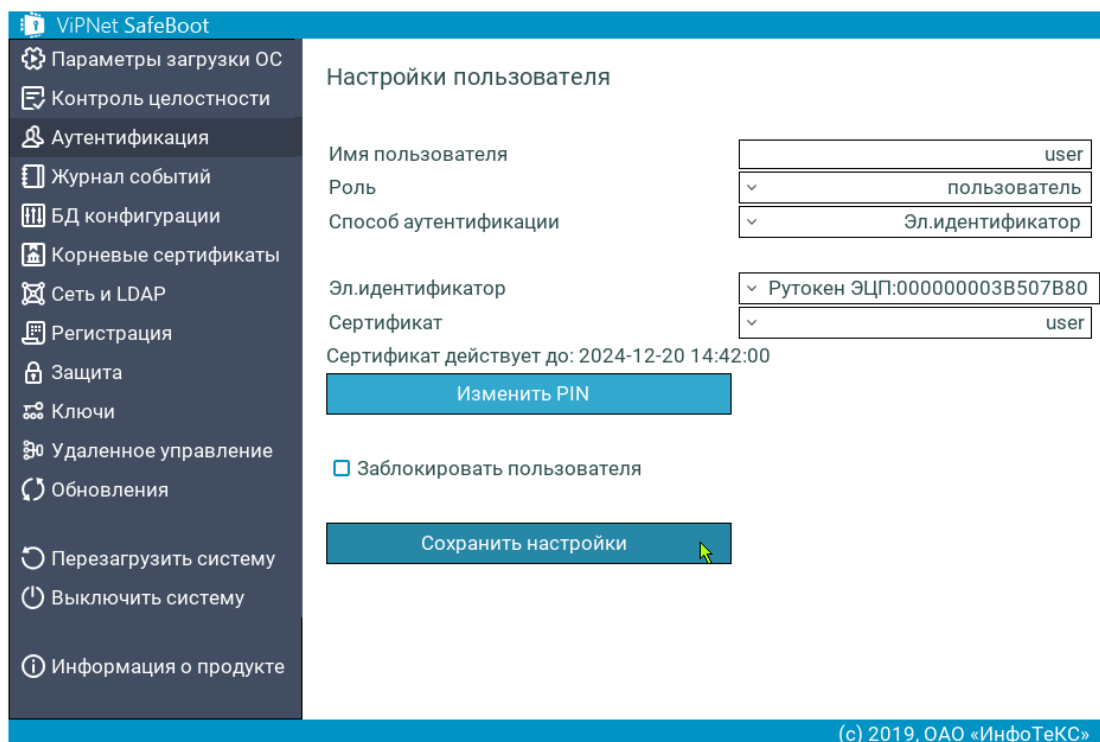 ViPNet SafeBoot
Параметры загрузки ОС
Контроль целостности
Аутентификация
Журнал событий
БД конфигурации
Корневые сертификаты
Сеть и LDAP
Регистрация
Защита
Ключи
Удаленное управление
Обновления
Перезагрузить систему
Выключить систему
Информация о продукте
Настройки пользователя
Имя пользователя user
Роль пользователь
Способ аутентификации Эл.идентификатор
Эл.идентификатор Рутокен ЭЦП:000000003B507B80
Сертификат user
Сертификат действует до: 2024-12-20 14:42:00
Изменить PIN
Заблокировать пользователя
Сохранить настройки
(c) 2019, ОАО «ИнфоТеКС»